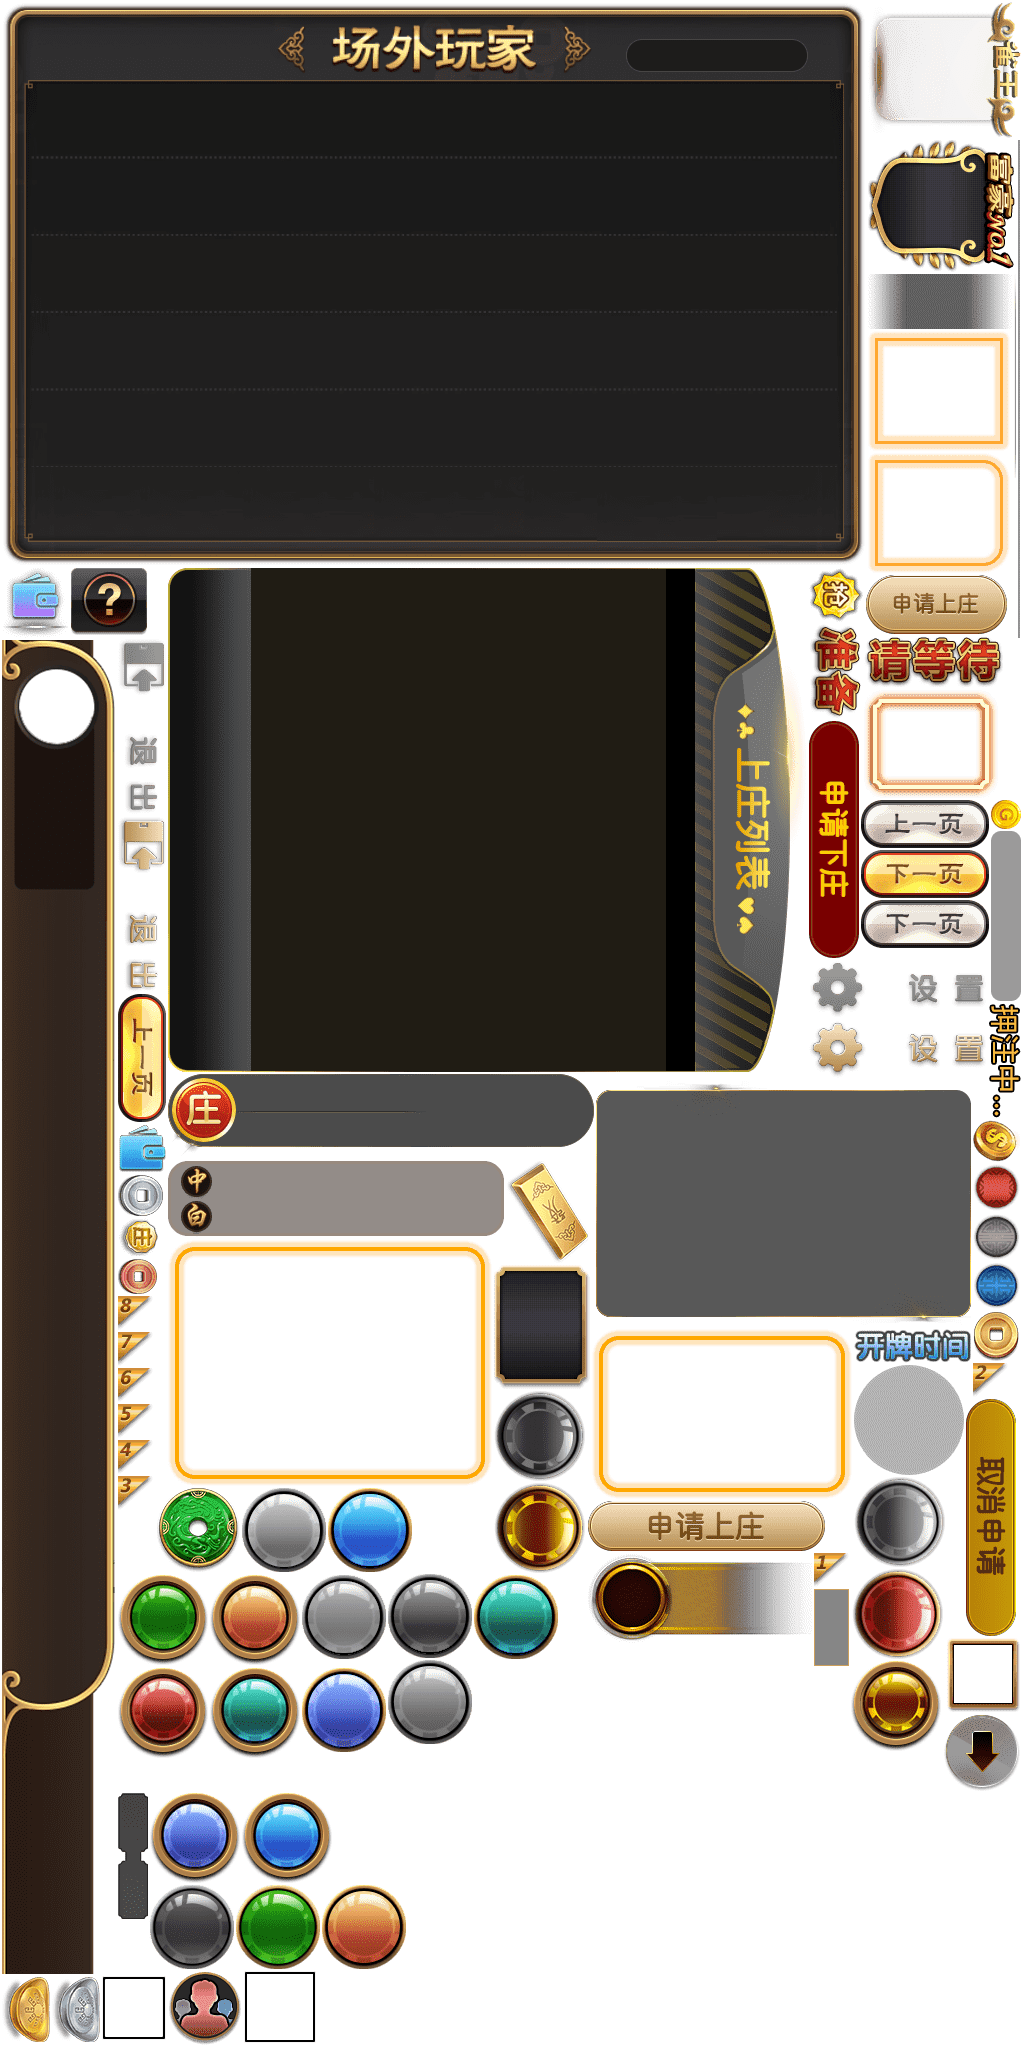 场外玩家
雀王
富豪NO.1
?
抢
申请上庄
准备
请等待
退出
上庄列表
申请下庄
上一页
G
下一页
下一页
退出
设置
设置
上一页
押注中...
庄
$
中
白
庄
8
7
6
5
4
3
开牌时间
2
取消申请
申请上庄
1